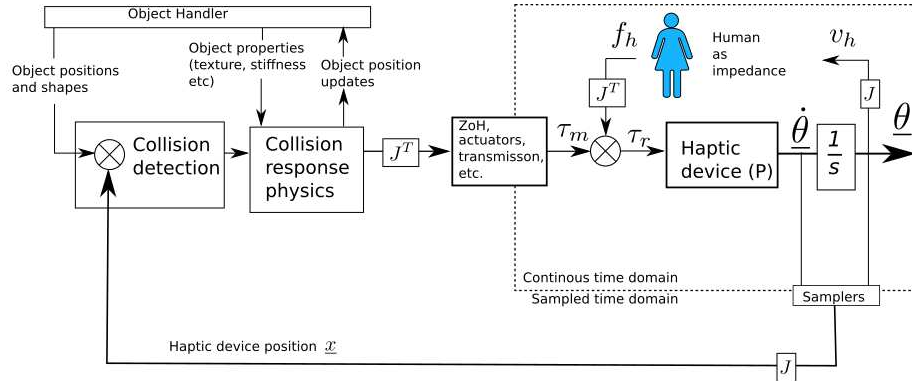 Object Handler
Object positions
and shapes
Object properties
(texture, stiffness
etc)
Object position
updates
Collision
detection
Collision
response
physics
J^T
ZoH,
actuators,
transmisson,
etc.
τ_m
f_h
J^T
τ_r
Human
as
impedance
v_h
J
Haptic
device (P)
θ̇
1
s
θ
Continous time domain
Sampled time domain
Samplers
Haptic device position x
J